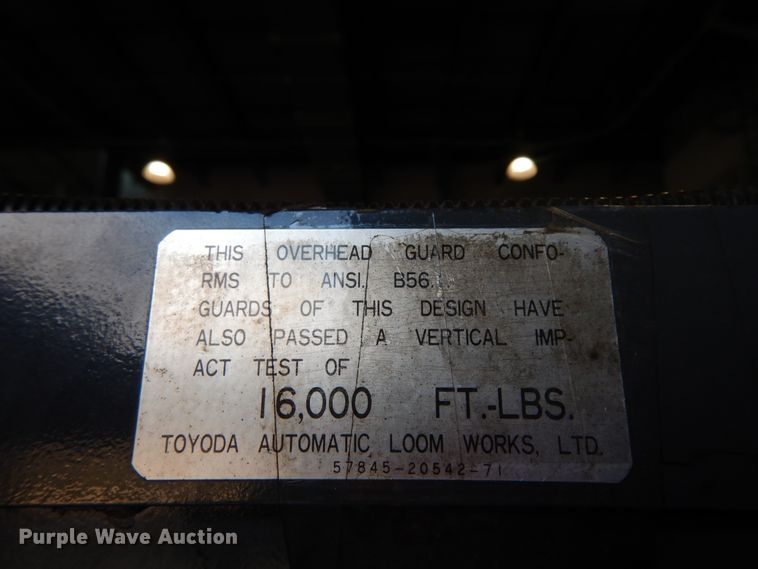 THIS OVERHEAD GUARD CONFO-
RMS TO ANSI. B56.1
GUARDS OF THIS DESIGN HAVE
ALSO PASSED A VERTICAL IMP-
ACT TEST OF
16,000 FT.-LBS.
TOYODA AUTOMATIC LOOM WORKS, LTD.
57845-20542-71
Purple Wave Auction